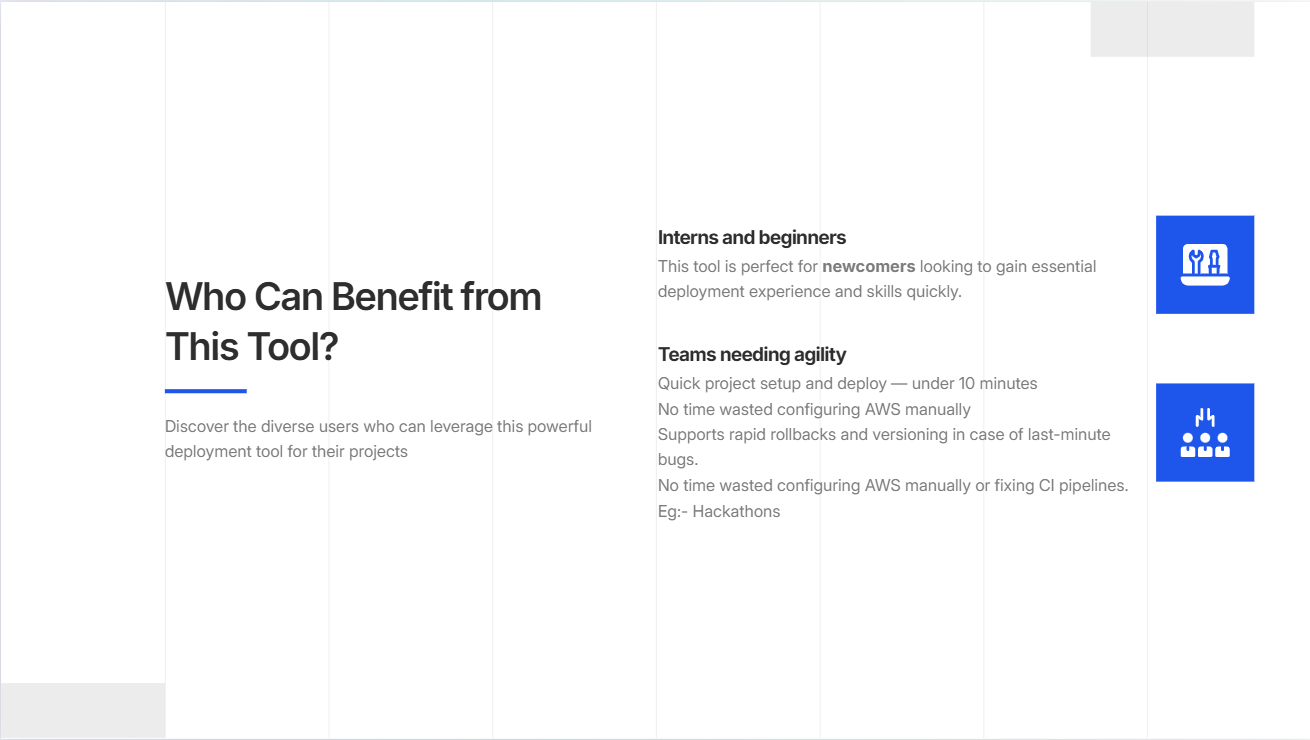 Who Can Benefit from
This Tool?
Discover the diverse users who can leverage this powerful
deployment tool for their projects
Interns and beginners
This tool is perfect for newcomers looking to gain essential
deployment experience and skills quickly.
Teams needing agility
Quick project setup and deploy — under 10 minutes
No time wasted configuring AWS manually
Supports rapid rollbacks and versioning in case of last-minute
bugs.
No time wasted configuring AWS manually or fixing CI pipelines.
Eg:- Hackathons